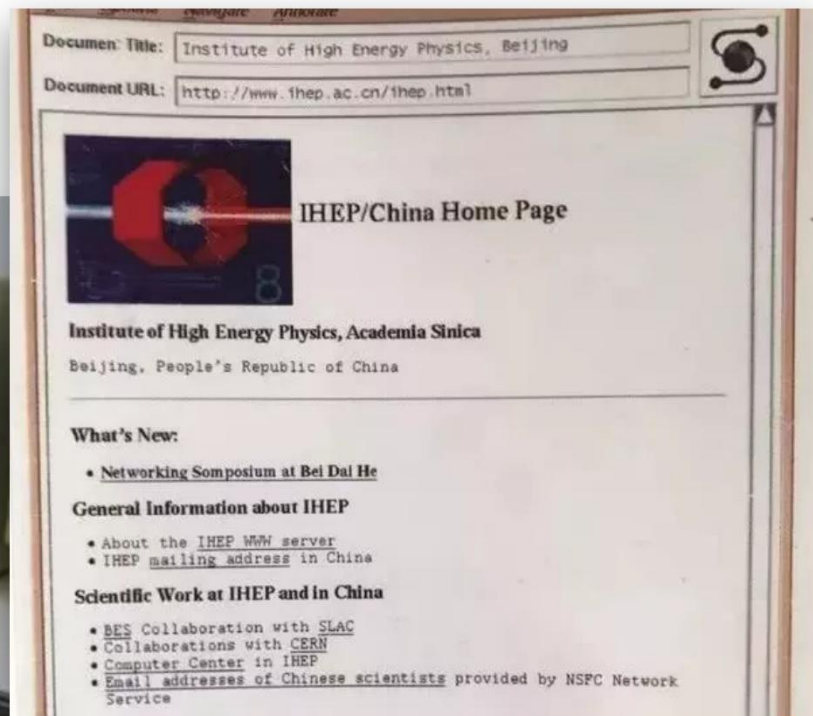 Navigate Annotate
Documen: Title: Institute of High Energy Physics, Beijing
Document URL: http://www.ihep.ac.cn/ihep.html
8
IHEP/China Home Page
Institute of High Energy Physics, Academia Sinica
Beijing, People's Republic of China
What's New:
• Networking Somposium at Bei Dai He
General Information about IHEP
• About the IHEP WWW server
• IHEP mailing address in China
Scientific Work at IHEP and in China
• BES Collaboration with SLAC
• Collaborations with CERN
• Computer Center in IHEP
• Email addresses of Chinese scientists provided by NSFC Network
Service